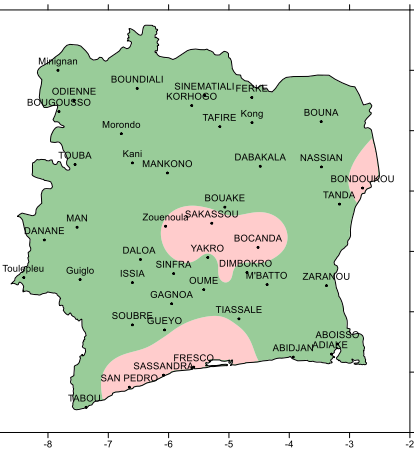 Minignan
BOUNDIALI
SINEMATIALI FERKE
ODIENNE
KORHOGO
BOUGOUSSO
TAFIRE Kong
BOUNA
Morondo
TOUBA
Kani
MANKONO
DABAKALA
NASSIAN
BONDOUKOU
TANDA
BOUAKE
MAN
Zouenoula
SAKASSOU
DANANE
BOCANDA
DALOA
YAKRO
Toulepleu
Guiglo
ISSIA
SINFRA
DIMBOKRO
OUME
M'BATTO
ZARANOU
GAGNOA
SOUBRE
GUEYO
TIASSALE
ABOISSO
ABIDJAN
ADIAKE
FRESCO
SASSANDRA
SAN PEDRO
TABOU
-8 -7 -6 -5 -4 -3 -2